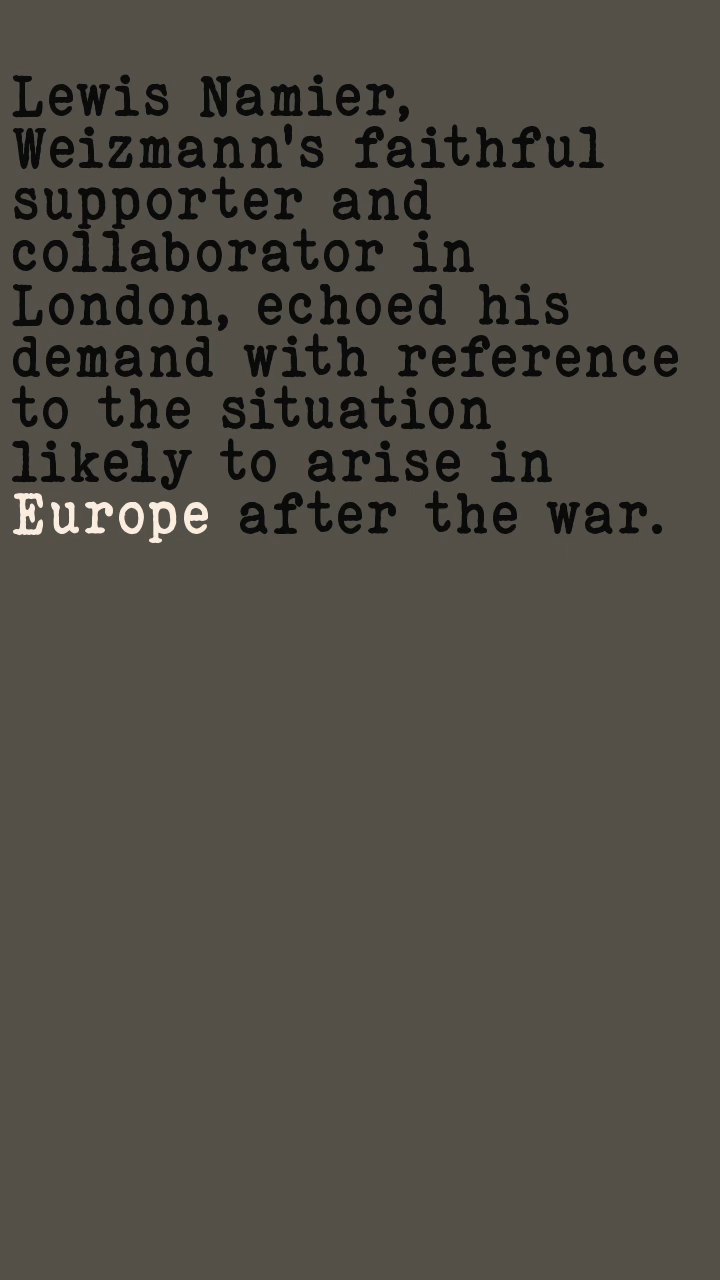 Lewis Namier,
Weizmann's faithful
supporter and
collaborator in
London, echoed his
demand with reference
to the situation
likely to arise in
Europe after the war.